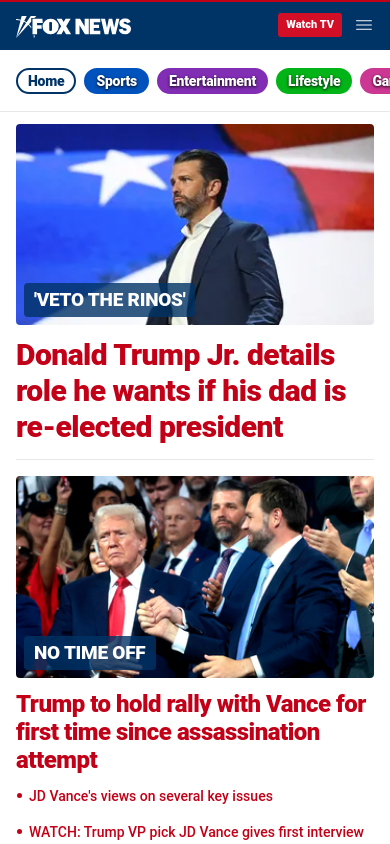 FOX NEWS
Watch TV
Home
Sports
Entertainment
Lifestyle
'VETO THE RINOS'
Donald Trump Jr. details
role he wants if his dad is
re-elected president
NO TIME OFF
Trump to hold rally with Vance for
first time since assassination
attempt
• JD Vance's views on several key issues
• WATCH: Trump VP pick JD Vance gives first interview